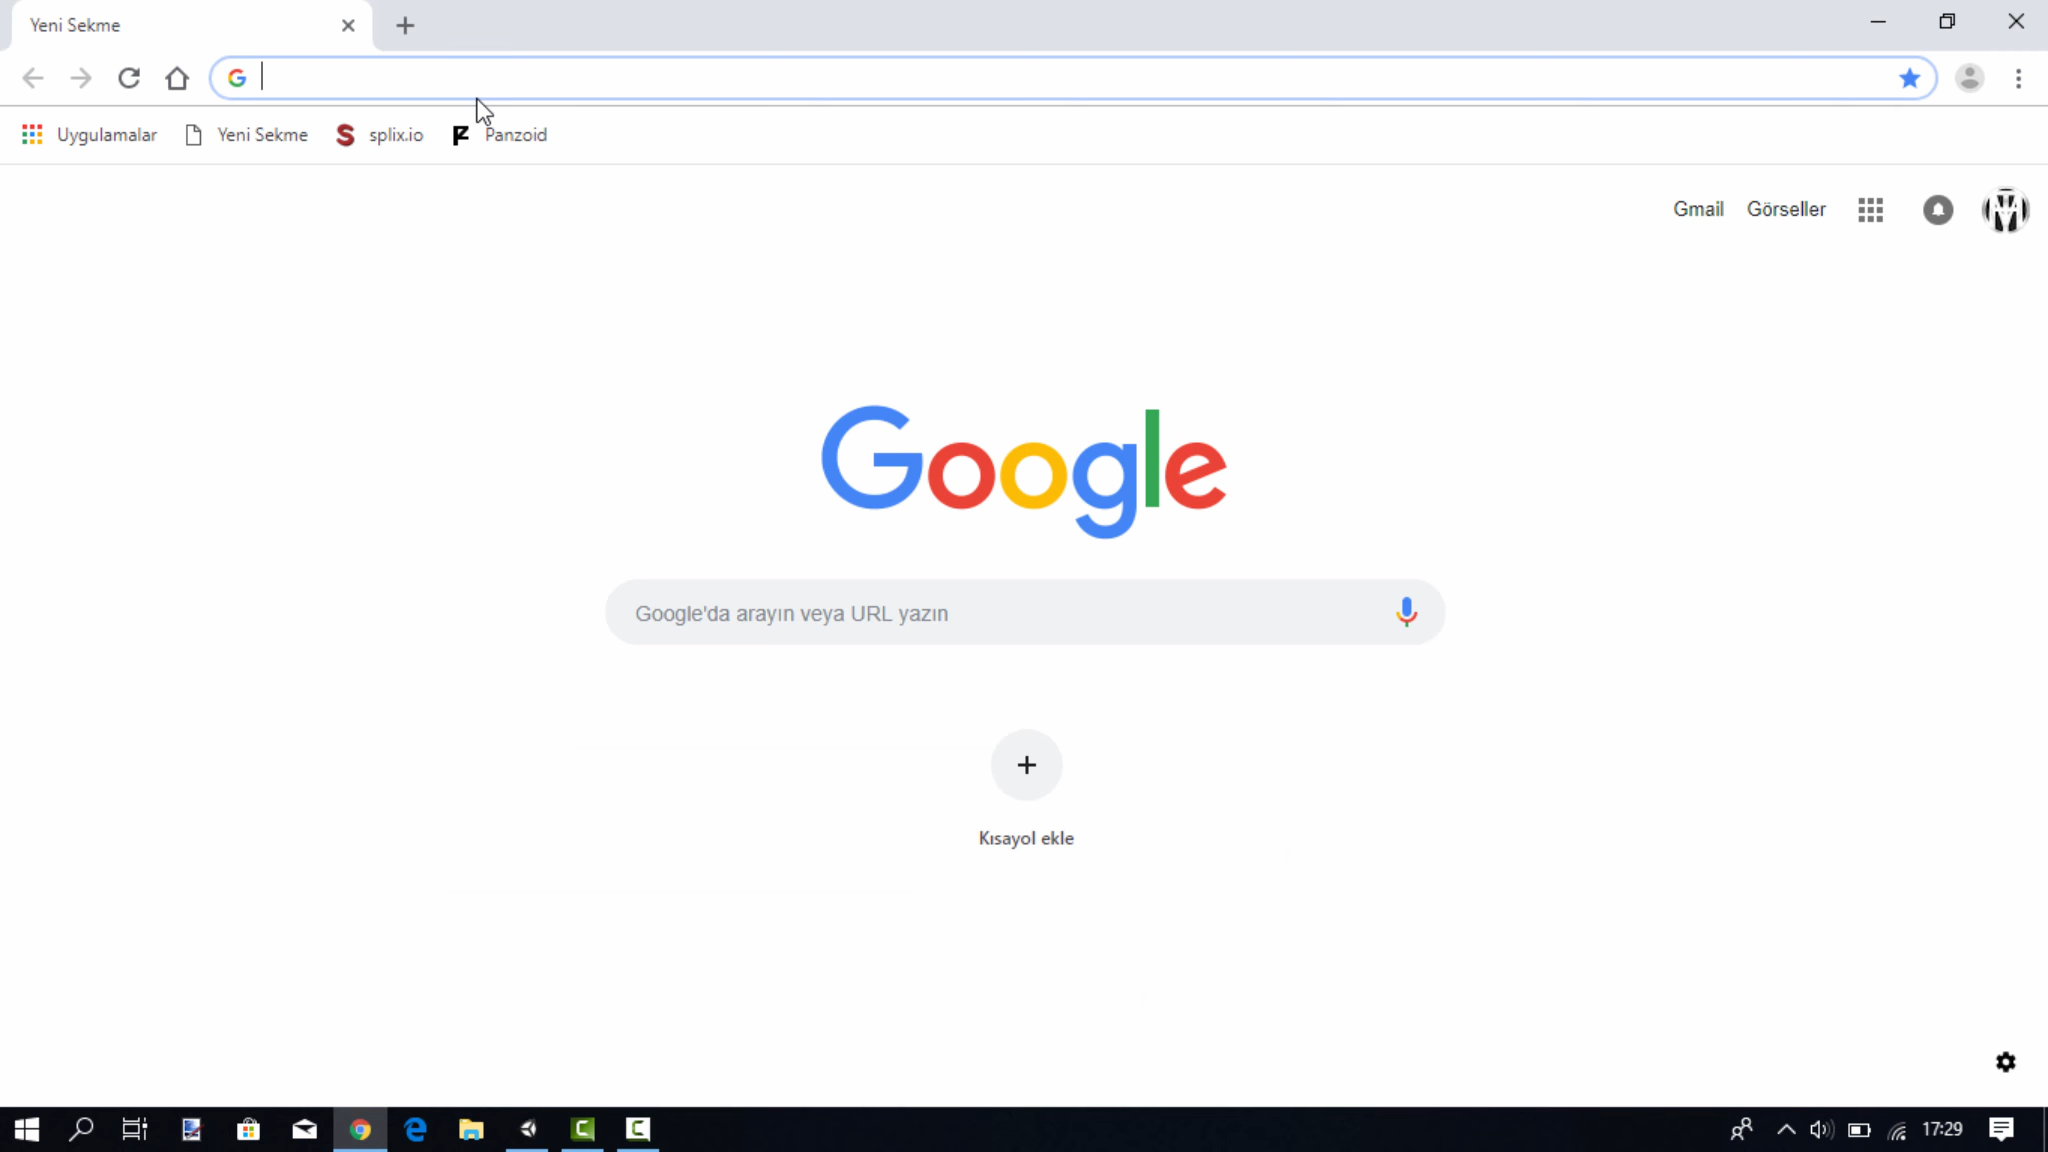 Yeni Sekme
Uygulamalar Yeni Sekme splix.io Panzoid
Gmail Görseller
Google
Google'da arayın veya URL yazın
Kısayol ekle
17:29